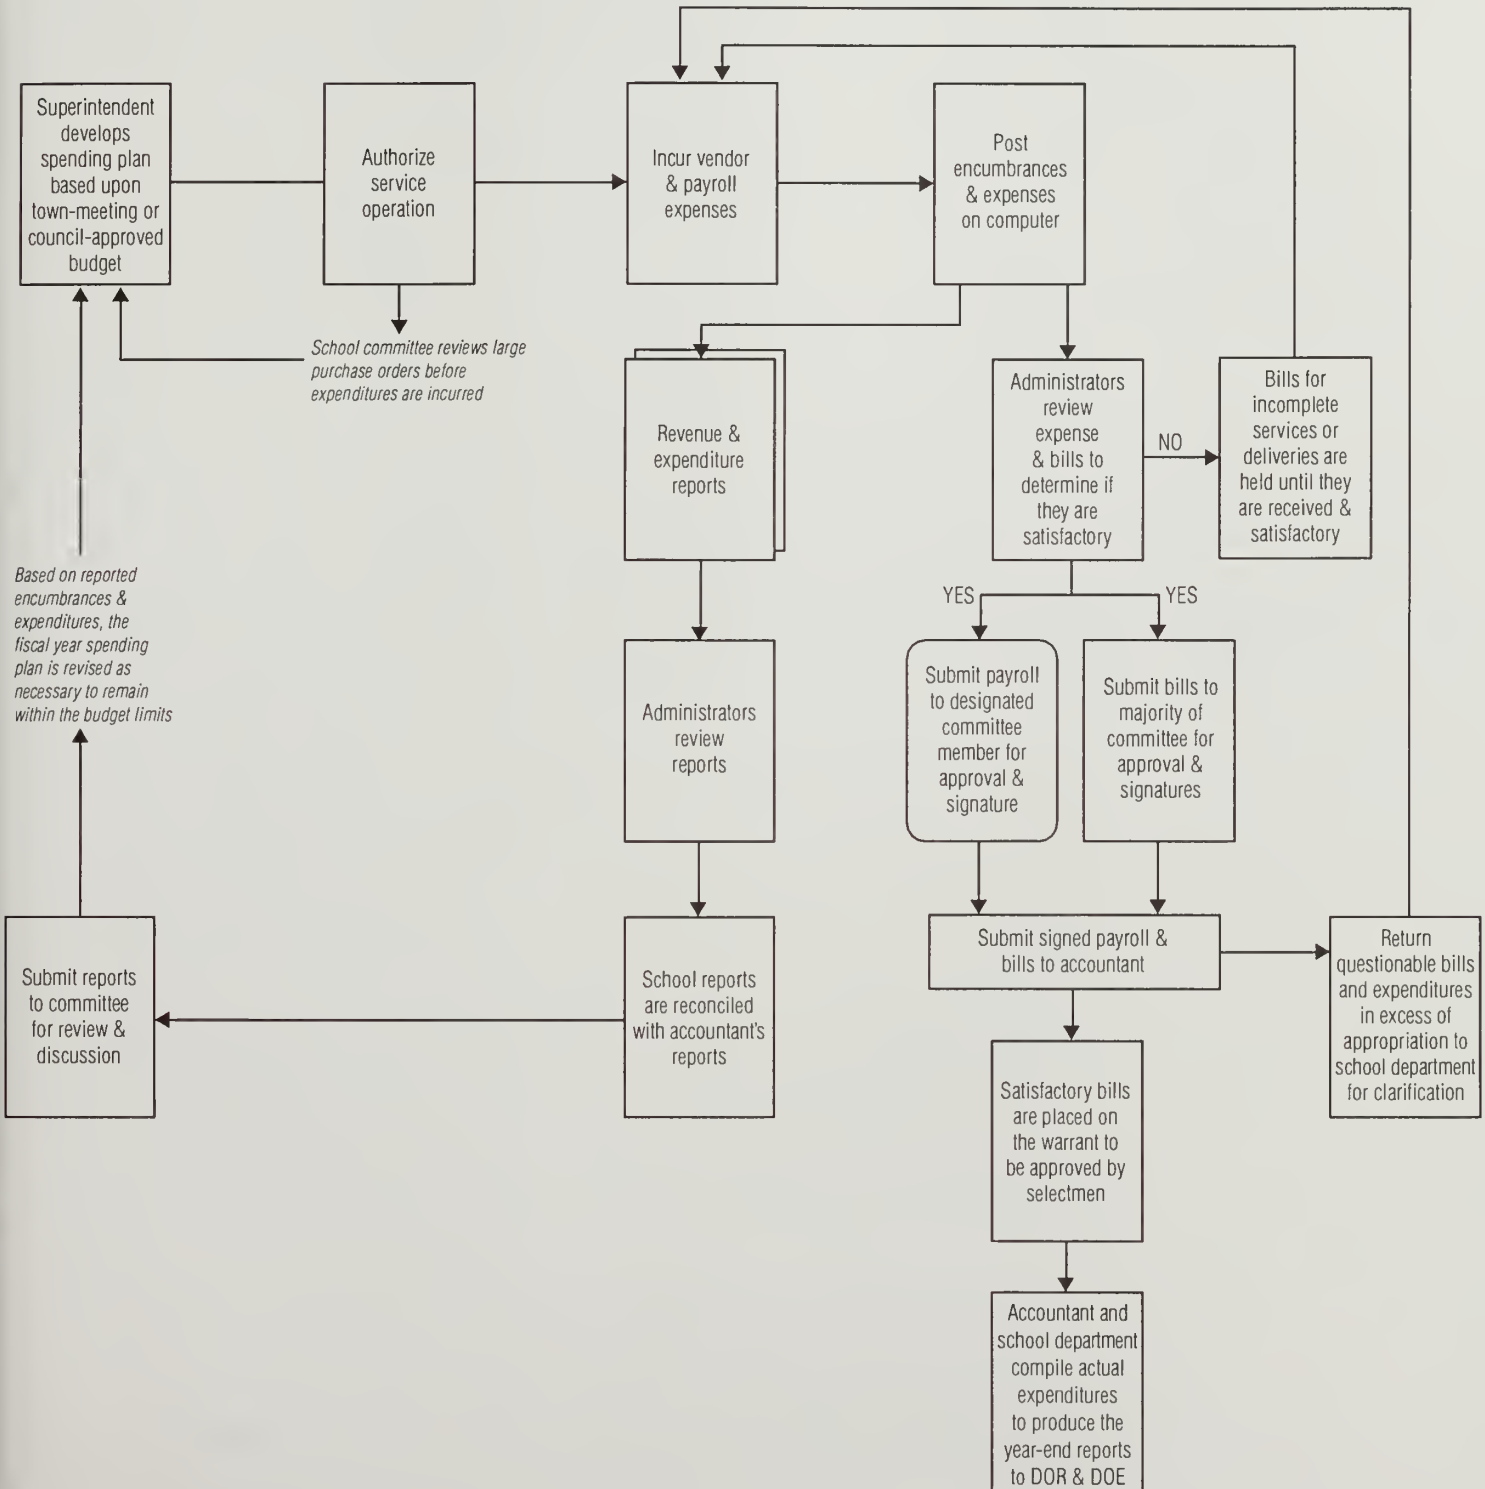 Superintendent
develops
spending plan
based upon
town-meeting or
council-approved
budget
Authorize
service
operation
Incur vendor
& payroll
expenses
Post
encumbrances
& expenses
on computer
School committee reviews large
purchase orders before
expenditures are incurred
Revenue &
expenditure
reports
Administrators
review
expense
& bills to
determine if
they are
satisfactory
NO
Bills for
incomplete
services or
deliveries are
held until they
are received &
satisfactory
YES
YES
Based on reported
encumbrances &
expenditures, the
fiscal year spending
plan is revised as
necessary to remain
within the budget limits
Administrators
review
reports
Submit payroll
to designated
committee
member for
approval &
signature
Submit bills to
majority of
committee for
approval &
signatures
Submit reports
to committee
for review &
discussion
School reports
are reconciled
with accountant's
reports
Submit signed payroll &
bills to accountant
Return
questionable bills
and expenditures
in excess of
appropriation to
school department
for clarification
Satisfactory bills
are placed on
the warrant to
be approved by
selectmen
Accountant and
school department
compile actual
expenditures
to produce the
year-end reports
to DOR & DOE